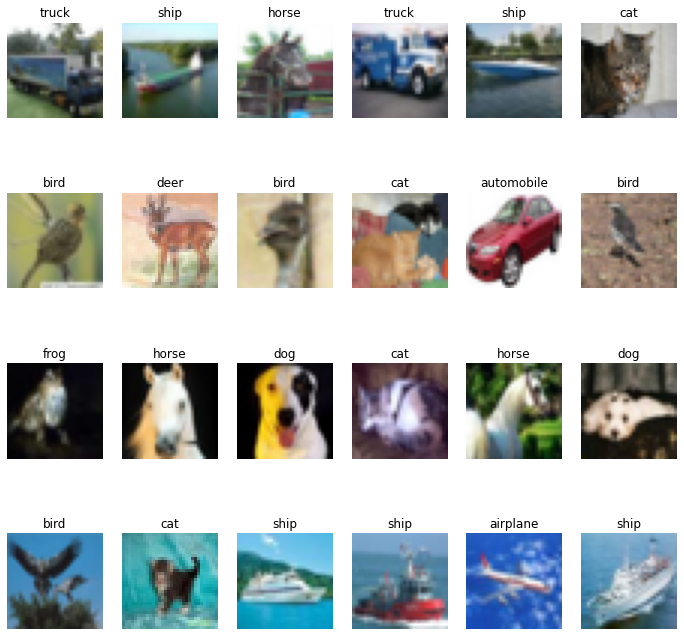 truck ship horse truck ship cat
bird deer bird cat automobile bird
frog horse dog cat horse dog
bird cat ship ship airplane ship